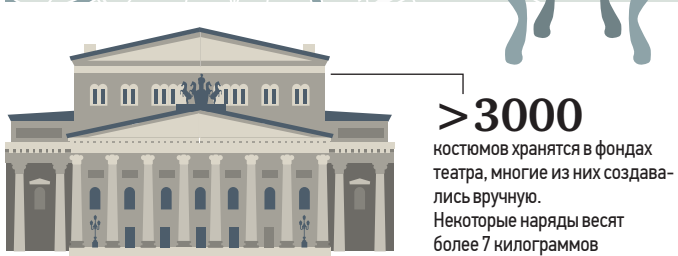 >3000
костюмов хранятся в фондах
театра, многие из них создава-
лись вручную.
Некоторые наряды весят
более 7 килограммов